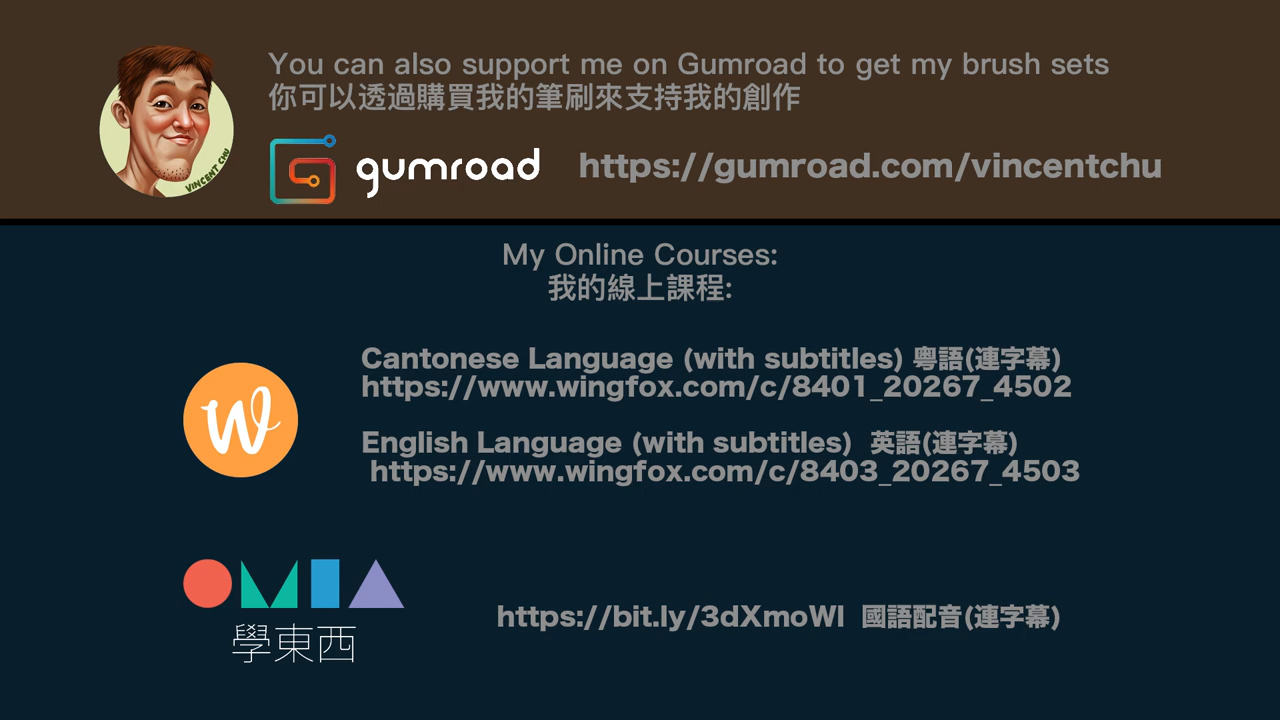 You can also support me on Gumroad to get my brush sets
你可以透過購買我的筆刷來支持我的創作
VINCENT CHU
gumroad
https://gumroad.com/vincentchu
My Online Courses:
我的線上課程:
Cantonese Language (with subtitles) 粵語(連字幕)
https://www.wingfox.com/c/8401_20267_4502
W
English Language (with subtitles) 英語(連字幕)
https://www.wingfox.com/c/8403_20267_4503
OMIA
學東西
https://bit.ly/3dXmoWl 國語配音(連字幕)